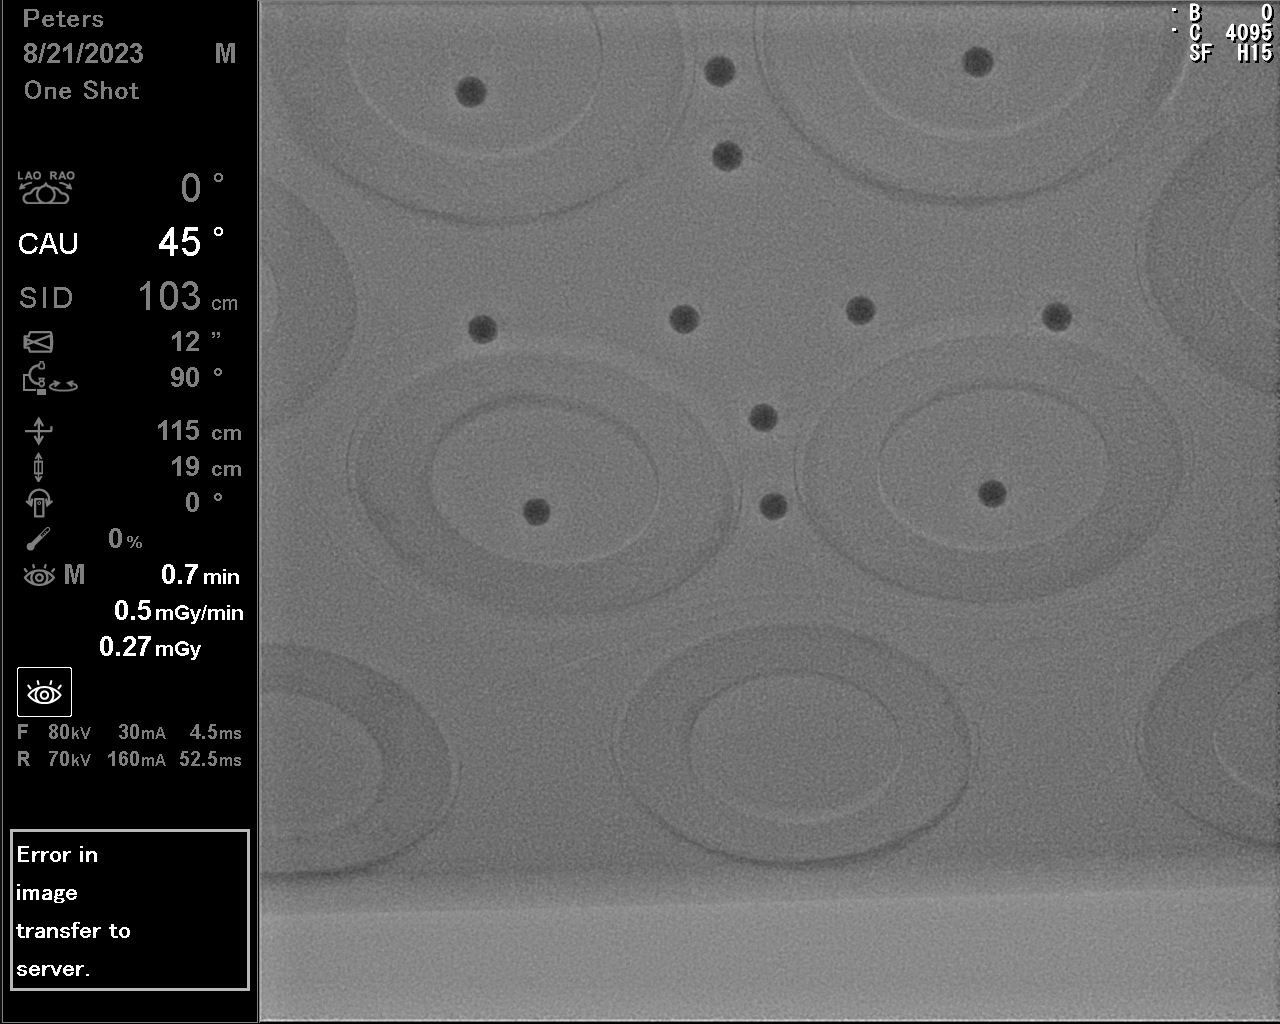 Peters
8/21/2023 M
One Shot
LAO RAO
0 °
CAU 45 °
SID 103 cm
12 ”
90 °
115 cm
19 cm
0 °
0 %
M 0.7 min
0.5 mGy/min
0.27 mGy
F 80kV 30mA 4.5ms
R 70kV 160mA 52.5ms
Error in
image
transfer to
server.
B 0
C 4095
SF H15